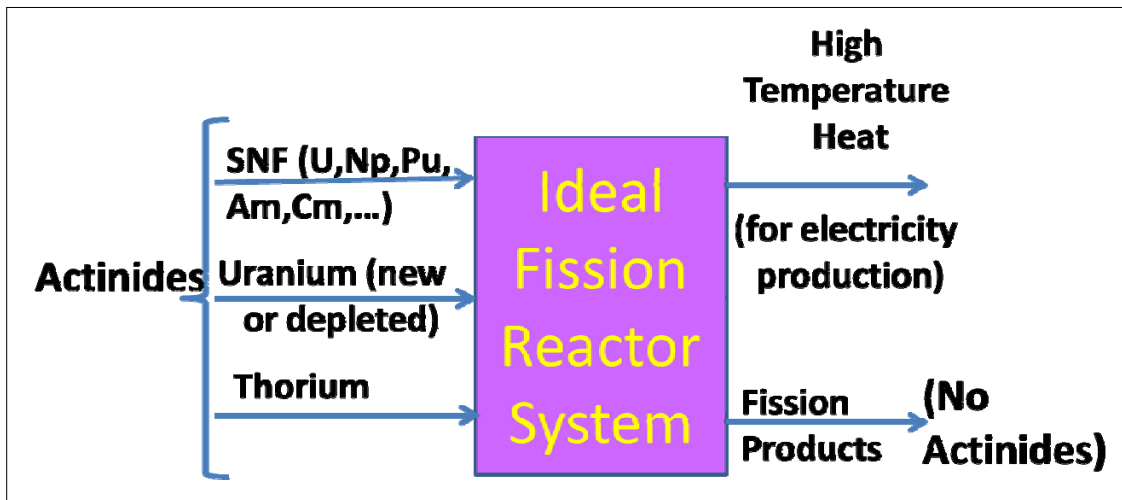 Actinides
SNF (U,Np,Pu,
Am,Cm,...)
Uranium (new
or depleted)
Thorium
Ideal
Fission
Reactor
System
High
Temperature
Heat
(for electricity
production)
Fission
Products
(No
Actinides)